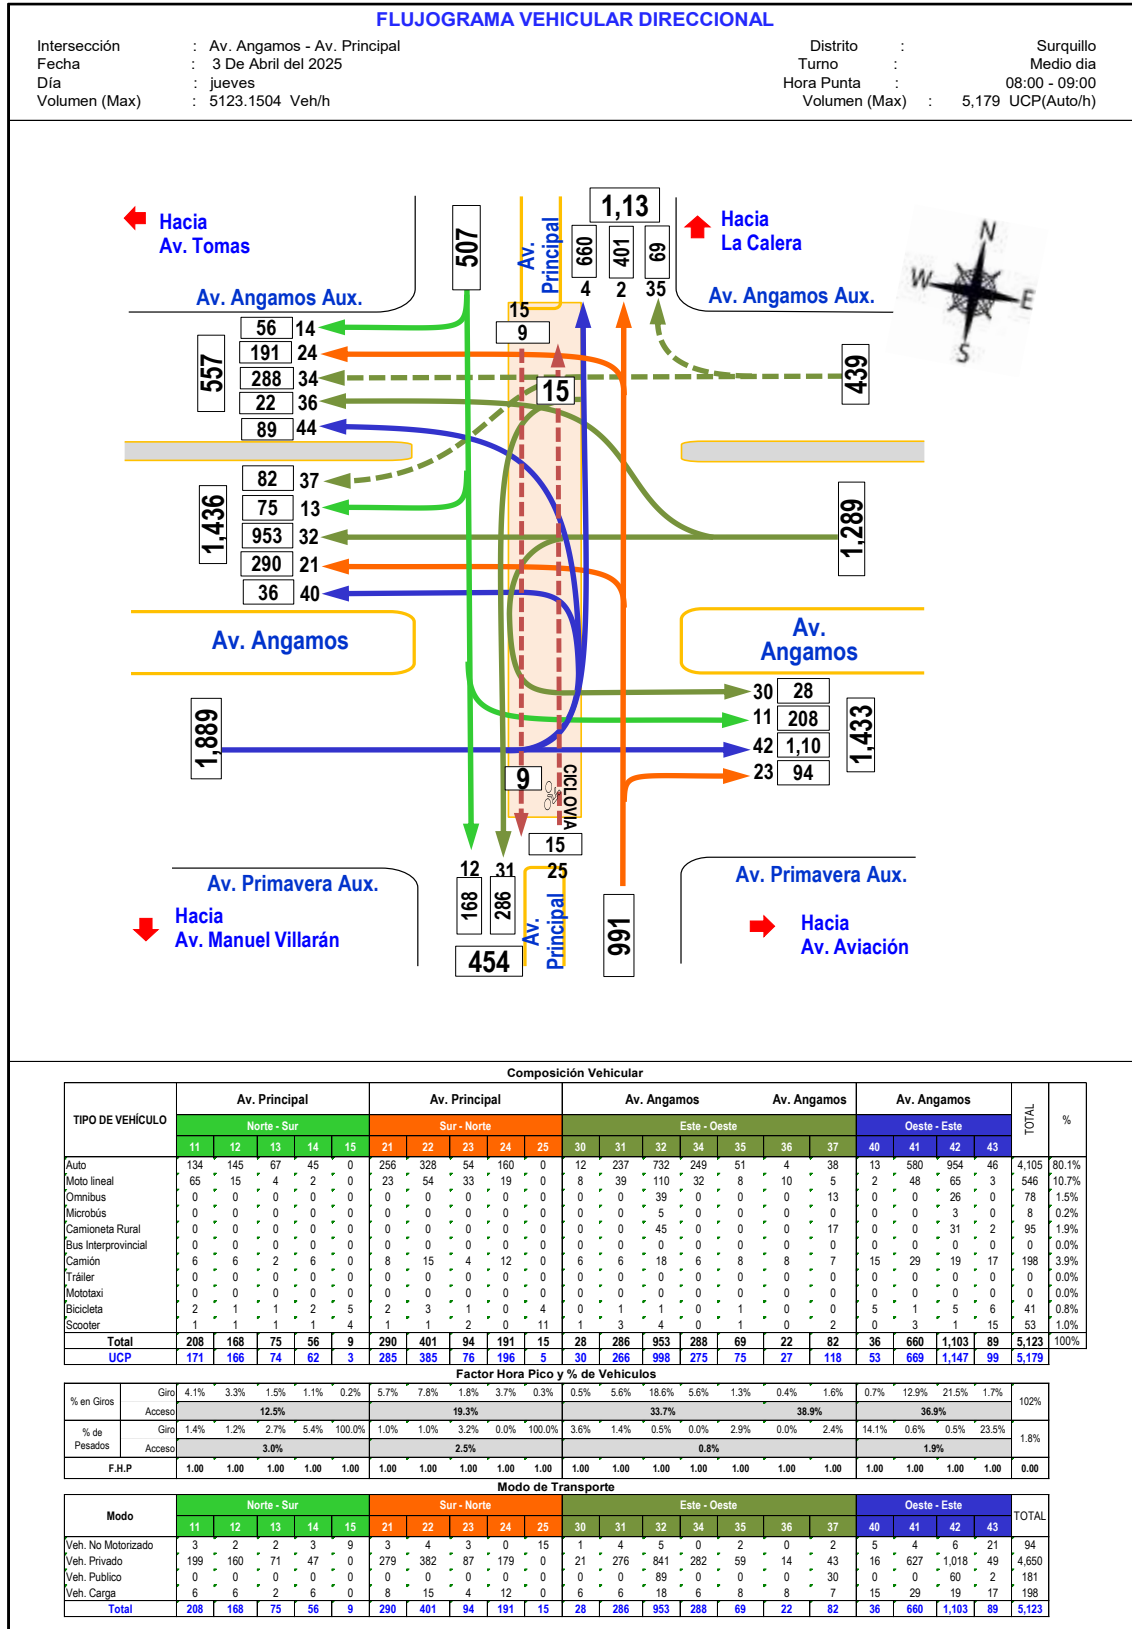 FLUJOGRAMA VEHICULAR DIRECCIONAL
Intersección : Av. Angamos - Av. Principal Distrito : Surquillo
Fecha : 3 De Abril del 2025 Turno : Medio dia
Día : jueves Hora Punta : 08:00 - 09:00
Volumen (Max) : 5123.1504 Veh/h Volumen (Max) : 5,179 UCP(Auto/h)
Hacia
Av. Tomas
507
Av.
Principal
1,13
660 401 69
4 2 35
Hacia
La Calera
N
W E
S
Av. Angamos Aux.
Av. Angamos Aux.
15
9
557
56 14
191 24
288 34
22 36
89 44
15
439
1,436
82 37
75 13
953 32
290 21
36 40
1,289
Av. Angamos
Av.
Angamos
1,889
30 28
11 208
42 1,10
23 94
1,433
9
CICLOVIA
15
12 31 25
168 286
Av.
Principal
454
991
Av. Primavera Aux.
Hacia
Av. Manuel Villarán
Av. Primavera Aux.
Hacia
Av. Aviación
Composición Vehicular
TIPO DE VEHÍCULO Av. Principal Av. Principal Av. Angamos Av. Angamos Av. Angamos TOTAL %
Norte - Sur Sur - Norte Este - Oeste Oeste - Este
11 12 13 14 15 21 22 23 24 25 30 31 32 34 35 36 37 40 41 42 43
Auto 134 145 67 45 0 256 328 54 160 0 12 237 732 249 51 4 38 13 580 954 46 4,105 80.1%
Moto lineal 65 15 4 2 0 23 54 33 19 0 8 39 110 32 8 10 5 2 48 65 3 546 10.7%
Omnibus 0 0 0 0 0 0 0 0 0 0 0 0 39 0 0 0 13 0 0 26 0 78 1.5%
Microbús 0 0 0 0 0 0 0 0 0 0 0 0 5 0 0 0 0 0 0 3 0 8 0.2%
Camioneta Rural 0 0 0 0 0 0 0 0 0 0 0 0 45 0 0 0 17 0 0 31 2 95 1.9%
Bus Interprovincial 0 0 0 0 0 0 0 0 0 0 0 0 0 0 0 0 0 0 0 0 0 0 0.0%
Camión 6 6 2 6 0 8 15 4 12 0 6 6 18 6 8 8 7 15 29 19 17 198 3.9%
Tráiler 0 0 0 0 0 0 0 0 0 0 0 0 0 0 0 0 0 0 0 0 0 0 0.0%
Mototaxi 0 0 0 0 0 0 0 0 0 0 0 0 0 0 0 0 0 0 0 0 0 0 0.0%
Bicicleta 2 1 1 2 5 2 3 1 0 4 0 1 1 0 1 0 0 5 1 5 6 41 0.8%
Scooter 1 1 1 1 4 1 1 2 0 11 1 3 4 0 1 0 2 0 3 1 15 53 1.0%
Total 208 168 75 56 9 290 401 94 191 15 28 286 953 288 69 22 82 36 660 1,103 89 5,123 100%
UCP 171 166 74 62 3 285 385 76 196 5 30 266 998 275 75 27 118 53 669 1,147 99 5,179
Factor Hora Pico y % de Vehiculos
% en Giros Giro 4.1% 3.3% 1.5% 1.1% 0.2% 5.7% 7.8% 1.8% 3.7% 0.3% 0.5% 5.6% 18.6% 5.6% 1.3% 0.4% 1.6% 0.7% 12.9% 21.5% 1.7% 102%
Acceso 12.5% 19.3% 33.7% 38.9% 36.9%
% de Pesados Giro 1.4% 1.2% 2.7% 5.4% 100.0% 1.0% 1.0% 3.2% 0.0% 100.0% 3.6% 1.4% 0.5% 0.0% 2.9% 0.0% 2.4% 14.1% 0.6% 0.5% 23.5% 1.8%
Acceso 3.0% 2.5% 0.8% 1.9%
F.H.P 1.00 1.00 1.00 1.00 1.00 1.00 1.00 1.00 1.00 1.00 1.00 1.00 1.00 1.00 1.00 1.00 1.00 1.00 1.00 1.00 1.00 0.00
Modo de Transporte
Modo Norte - Sur Sur - Norte Este - Oeste Oeste - Este TOTAL
11 12 13 14 15 21 22 23 24 25 30 31 32 34 35 36 37 40 41 42 43
Veh. No Motorizado 3 2 2 3 9 3 4 3 0 15 1 4 5 0 2 0 2 5 4 6 21 94
Veh. Privado 199 160 71 47 0 279 382 87 179 0 21 276 841 282 59 14 43 16 627 1,018 49 4,650
Veh. Publico 0 0 0 0 0 0 0 0 0 0 0 0 89 0 0 0 30 0 0 60 2 181
Veh. Carga 6 6 2 6 0 8 15 4 12 0 6 6 18 6 8 8 7 15 29 19 17 198
Total 208 168 75 56 9 290 401 94 191 15 28 286 953 288 69 22 82 36 660 1,103 89 5,123